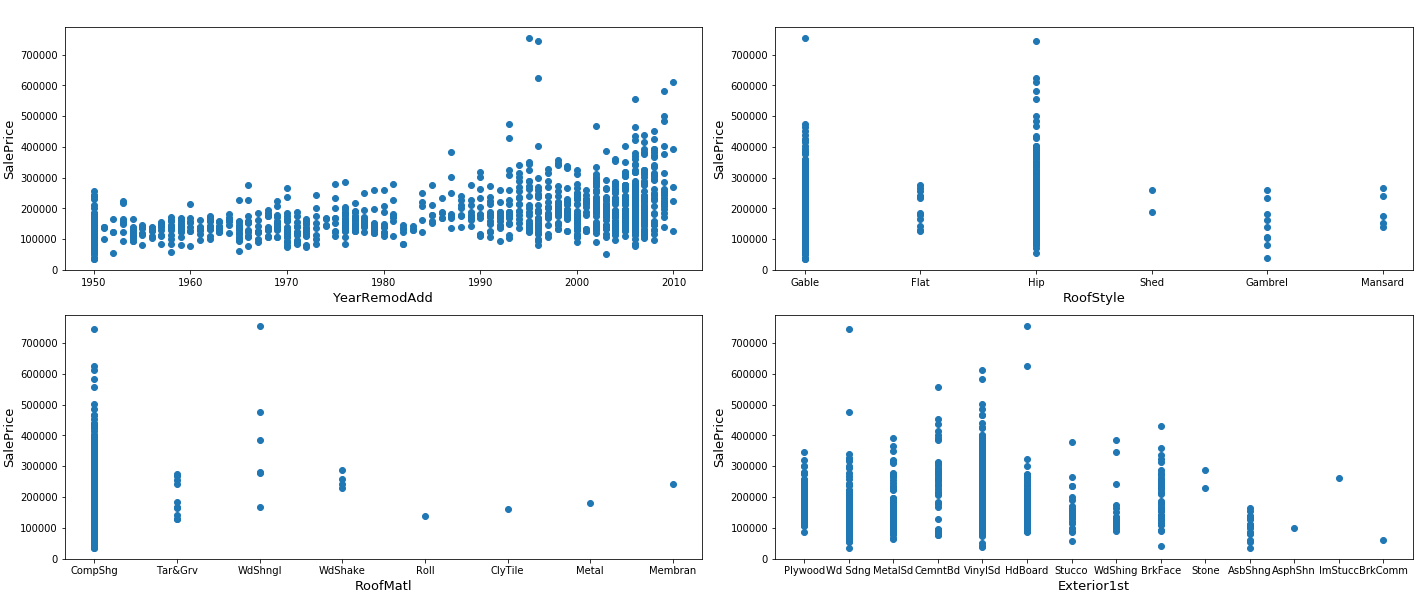 700000
600000
500000
400000
300000
200000
100000
0
SalePrice
1950 1960 1970 1980 1990 2000 2010
YearRemodAdd
700000
600000
500000
400000
300000
200000
100000
0
SalePrice
Gable Flat Hip Shed Gambrel Mansard
RoofStyle
700000
600000
500000
400000
300000
200000
100000
0
SalePrice
CompShg Tar&Grv WdShngl WdShake Roll ClyTile Metal Membran
RoofMatl
700000
600000
500000
400000
300000
200000
100000
0
SalePrice
Plywood Wd Sdng MetalSd CemntBd VinylSd HdBoard Stucco WdShing BrkFace Stone AsbShng AsphShn ImStucc BrkComm
Exterior1st